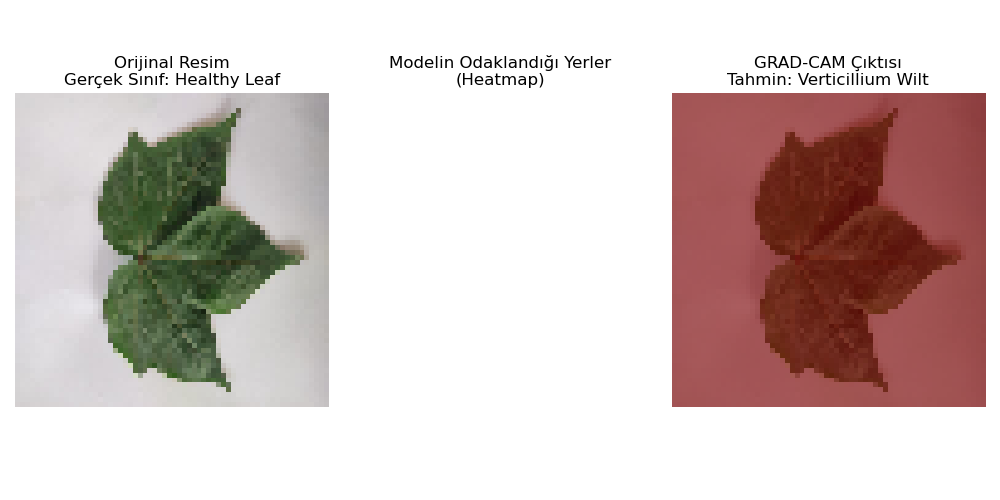 Orijinal Resim
Gerçek Sınıf: Healthy Leaf
Modelin Odaklandığı Yerler
(Heatmap)
GRAD-CAM Çıktısı
Tahmin: Verticillium Wilt